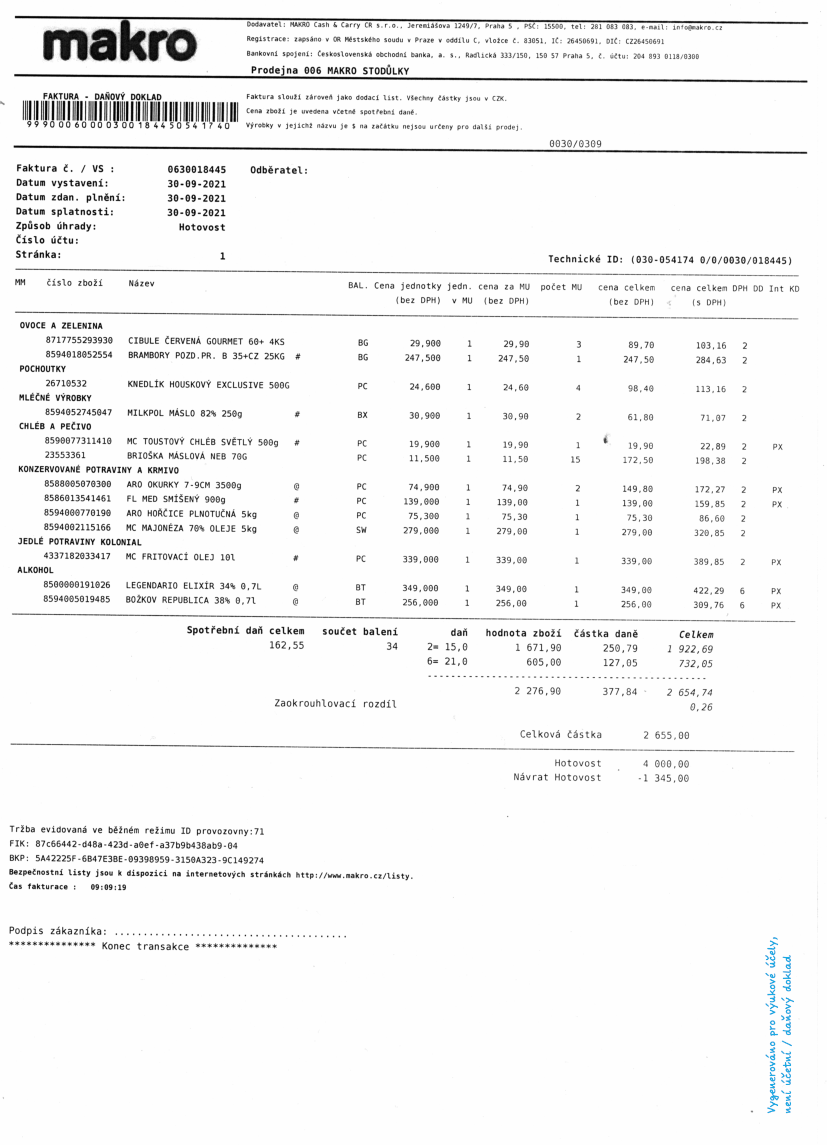 makro
Dodavatel: MAKRO Cash & Carry CR s.r.o., Jeremiášova 1249/7, Praha 5 , PSČ: 15500, tel: 281 083 083, e-mail: info@makro.cz
Registrace: zapsáno v OR Městského soudu v Praze v oddílu C, vložce č. 83051, IČ: 26450691, DIČ: CZ26450691
Bankovní spojení: Československá obchodní banka, a. s., Radlická 333/150, 150 57 Praha 5, č. účtu: 204 893 0118/0300
Prodejna 006 MAKRO STODŮLKY
FAKTURA - DAŇOVÝ DOKLAD
9990006000030018445054 1740
Faktura slouží zároveň jako dodací list. Všechny částky jsou v CZK.
Cena zboží je uvedena včetně spotřební daně.
Výrobky v jejichž názvu je $ na začátku nejsou určeny pro další prodej.
0030/0309
Faktura č. / VS : 0630018445 Odběratel:
Datum vystavení: 30-09-2021
Datum zdan. plnění: 30-09-2021
Datum splatnosti: 30-09-2021
Způsob úhrady: Hotovost
Číslo účtu:
Stránka: 1
Technické ID: (030-054174 0/0/0030/018445)
MM číslo zboží Název BAL. Cena jednotky jedn. cena za MU počet MU cena celkem cena celkem DPH DD Int KD
(bez DPH) v MU (bez DPH) (bez DPH) (s DPH)
OVOCE A ZELENINA
8717755293930 CIBULE ČERVENÁ GOURMET 60+ 4KS BG 29,900 1 29,90 3 89,70 103,16 2
8594018052554 BRAMBORY POZD.PR. B 35+CZ 25KG # BG 247,500 1 247,50 1 247,50 284,63 2
POCHOUTKY
26710532 KNEDLÍK HOUSKOVÝ EXCLUSIVE 500G PC 24,600 1 24,60 4 98,40 113,16 2
MLÉČNÉ VÝROBKY
8594052745047 MILKPOL MÁSLO 82% 250g # BX 30,900 1 30,90 2 61,80 71,07 2
CHLÉB A PEČIVO
8590077311410 MC TOUSTOVÝ CHLÉB SVĚTLÝ 500g # PC 19,900 1 19,90 1 19,90 22,89 2 PX
23553361 BRIOŠKA MÁSLOVÁ NEB 70G PC 11,500 1 11,50 15 172,50 198,38 2
KONZERVOVANÉ POTRAVINY A KRMIVO
8588005070300 ARO OKURKY 7-9CM 3500g @ PC 74,900 1 74,90 2 149,80 172,27 2 PX
8586013541461 FL MED SMÍŠENÝ 900g # PC 139,000 1 139,00 1 139,00 159,85 2 PX
8594000770190 ARO HOŘČICE PLNOTUČNÁ 5kg @ PC 75,300 1 75,30 1 75,30 86,60 2
8594002115166 MC MAJONÉZA 70% OLEJE 5kg @ SW 279,000 1 279,00 1 279,00 320,85 2
JEDLÉ POTRAVINY KOLONIAL
4337182033417 MC FRITOVACÍ OLEJ 10l # PC 339,000 1 339,00 1 339,00 389,85 2 PX
ALKOHOL
8500000191026 LEGENDARIO ELIXÍR 34% 0,7L @ BT 349,000 1 349,00 1 349,00 422,29 6 PX
8594005019485 BOŽKOV REPUBLICA 38% 0,7l @ BT 256,000 1 256,00 1 256,00 309,76 6 PX
Spotřební daň celkem součet balení daň hodnota zboží částka daně Celkem
162,55 34 2= 15,0 1 671,90 250,79 1 922,69
6= 21,0 605,00 127,05 732,05
2 276,90 377,84 2 654,74
Zaokrouhlovací rozdíl 0,26
Celková částka 2 655,00
Hotovost 4 000,00
Návrat Hotovost -1 345,00
Tržba evidovaná ve běžném režimu ID provozovny:71
FIK: 87c66442-d48a-423d-a0ef-a37b9b438ab9-04
BKP: 5A42225F-6B47E3BE-09398959-3150A323-9C149274
Bezpečnostní listy jsou k dispozici na internetových stránkách http://www.makro.cz/listy.
Čas fakturace : 09:09:19
Podpis zákazníka: ........................................
*************** Konec transakce **************
Vygenerováno pro výukové účely,
není účetní / daňový doklad